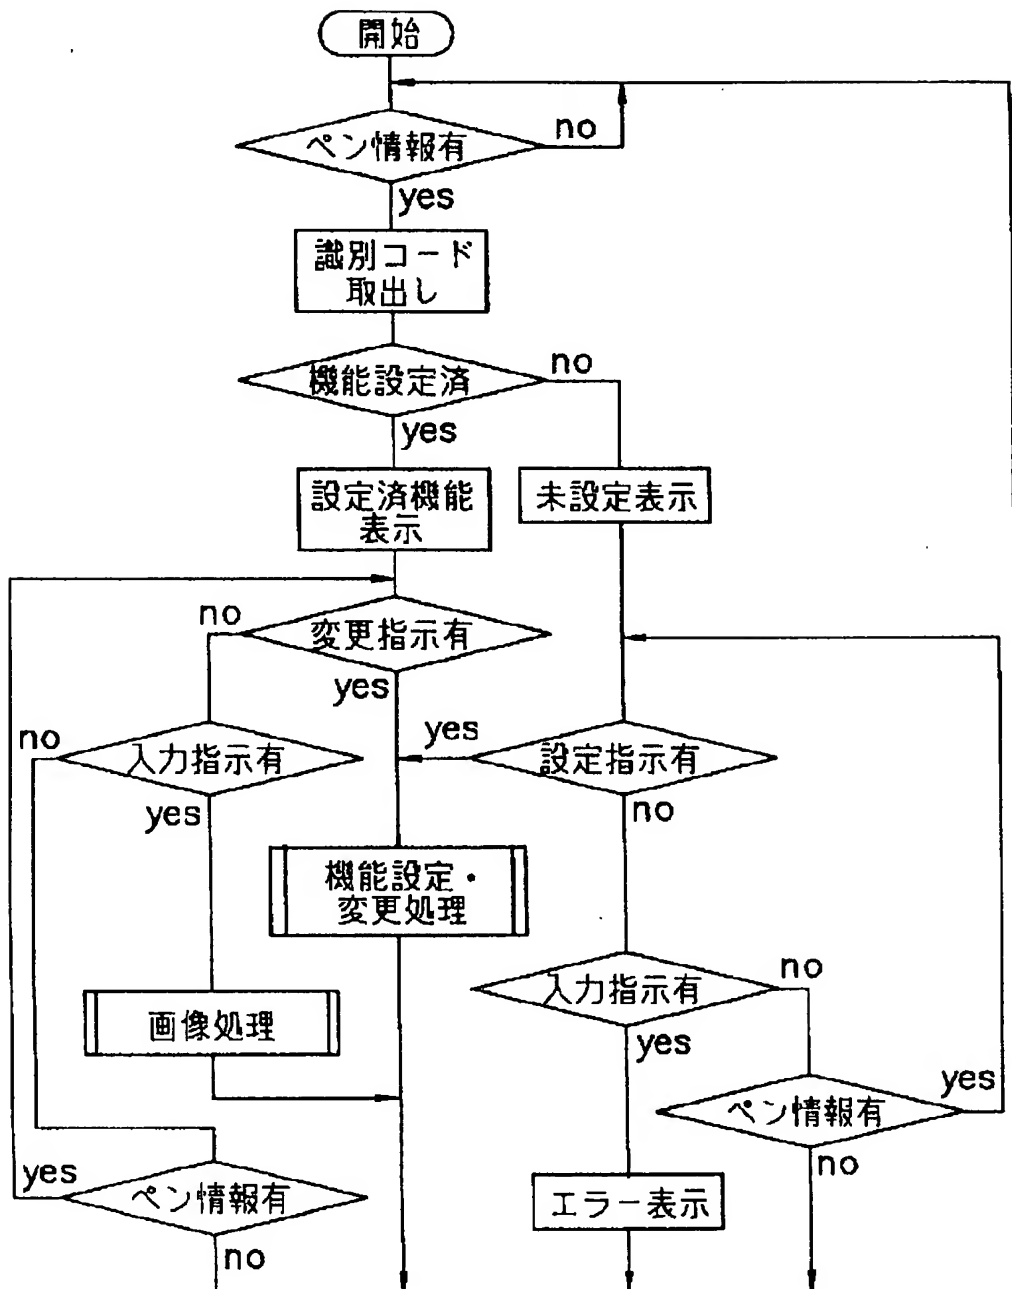 開始
ペン情報有
no
yes
識別コード
取出し
機能設定済
no
yes
設定済機能
表示
未設定表示
no
変更指示有
yes
no
入力指示有
yes
yes
設定指示有
no
機能設定・
変更処理
入力指示有
no
yes
画像処理
ペン情報有
yes
no
yes
ペン情報有
no
エラー表示